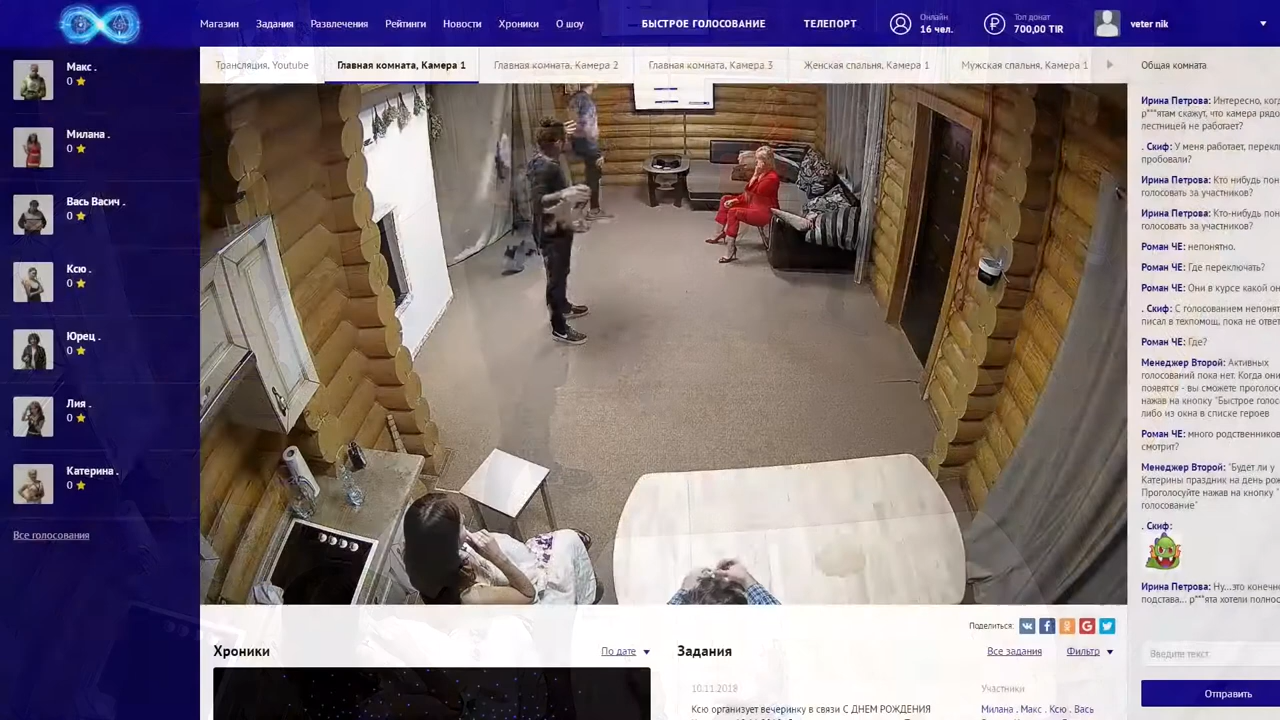 Магазин Задания Развлечения Рейтинги Новости Хроники О шоу БЫСТРОЕ ГОЛОСОВАНИЕ ТЕЛЕПОРТ
Онлайн
16 чел.
Топ донат
700,00 TIR
veter nik
Макс .
0
Милана .
0
Вась Васич .
0
Ксю .
0
Юрец .
0
Лия .
0
Катерина .
0
Все голосования
Трансляция, Youtube Главная комната, Камера 1 Главная комната, Камера 2 Главная комната, Камера 3 Женская спальня, Камера 1 Мужская спальня, Камера 1
Общая комната
Ирина Петрова: Интересно, ког
р***ятам скажут, что камера рядо
лестницей не работает?
. Скиф: У меня работает, перекл
пробовали?
Ирина Петрова: Кто нибудь пон
голосовать за участников?
Ирина Петрова: Кто-нибудь пон
голосовать за участников?
Роман ЧЕ: непонятно.
Роман ЧЕ: Где переключать?
Роман ЧЕ: Они в курсе какой он
. Скиф: С голосованием непонят
писал в техпомощ, пока не ответ
Роман ЧЕ: Где?
Менеджер Второй: Активных
голосований пока нет. Когда они
появятся - вы сможете проголос
нажав на кнопку "Быстрое голос
либо из окна в списке героев
Роман ЧЕ: много родственников
смотрит?
Менеджер Второй: "Будет ли у
Катерины праздник на день рож
Проголосуйте нажав на кнопку
голосование"
. Скиф:
Ирина Петрова: Ну...это конечно
подстава... р***ята хотели полнос
Введите текст.
Отправить
Поделиться:
Хроники
По дате
Задания
Все задания
Фильтр
10.11.2018
Участники
Ксю организует вечеринку в связи С ДНЕМ РОЖДЕНИЯ
Милана . Макс . Ксю . Вась